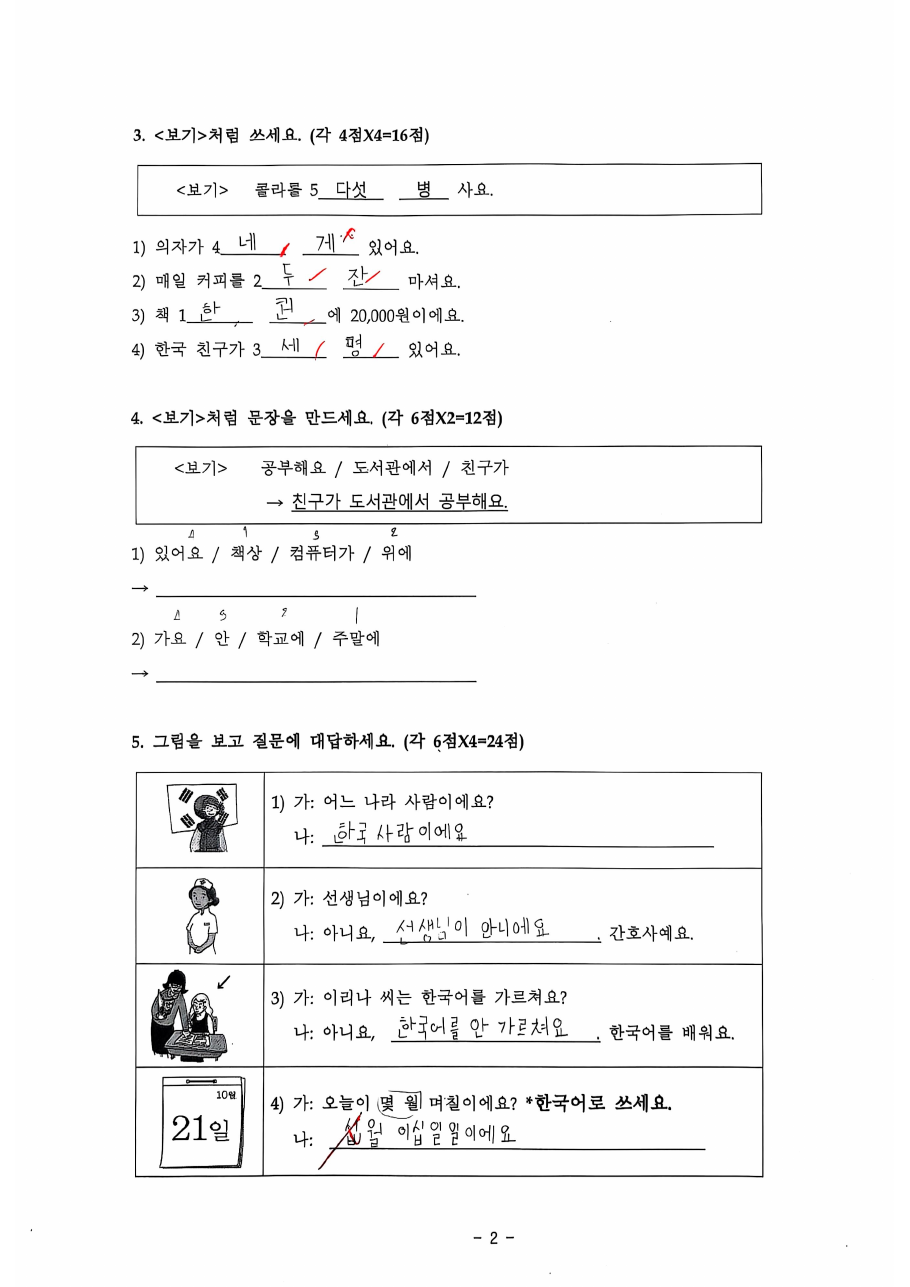 3. <보기>처럼 쓰세요. (각 4점X4=16점)
<보기> 콜라를 5 다섯 병 사요.
1) 의자가 4 네 게 있어요.
2) 매일 커피를 2 두 잔 마셔요.
3) 책 1 한 권에 20,000원이에요.
4) 한국 친구가 3 세 명 있어요.
4. <보기>처럼 문장을 만드세요. (각 6점X2=12점)
<보기> 공부해요 / 도서관에서 / 친구가
→ 친구가 도서관에서 공부해요.
4 1 3 2
1) 있어요 / 책상 / 컴퓨터가 / 위에
→
4 3 2 1
2) 가요 / 안 / 학교에 / 주말에
→
5. 그림을 보고 질문에 대답하세요. (각 6점X4=24점)
1) 가: 어느 나라 사람이에요?
나: 한국 사람이에요
2) 가: 선생님이에요?
나: 아니요, 선생님이 안니에요. 간호사예요.
3) 가: 이리나 씨는 한국어를 가르쳐요?
나: 아니요, 한국어를 안 가르쳐요. 한국어를 배워요.
10월
21일
4) 가: 오늘이 몇 월 며칠이에요? *한국어로 쓰세요.
나: 십월 이십일일이에요
- 2 -